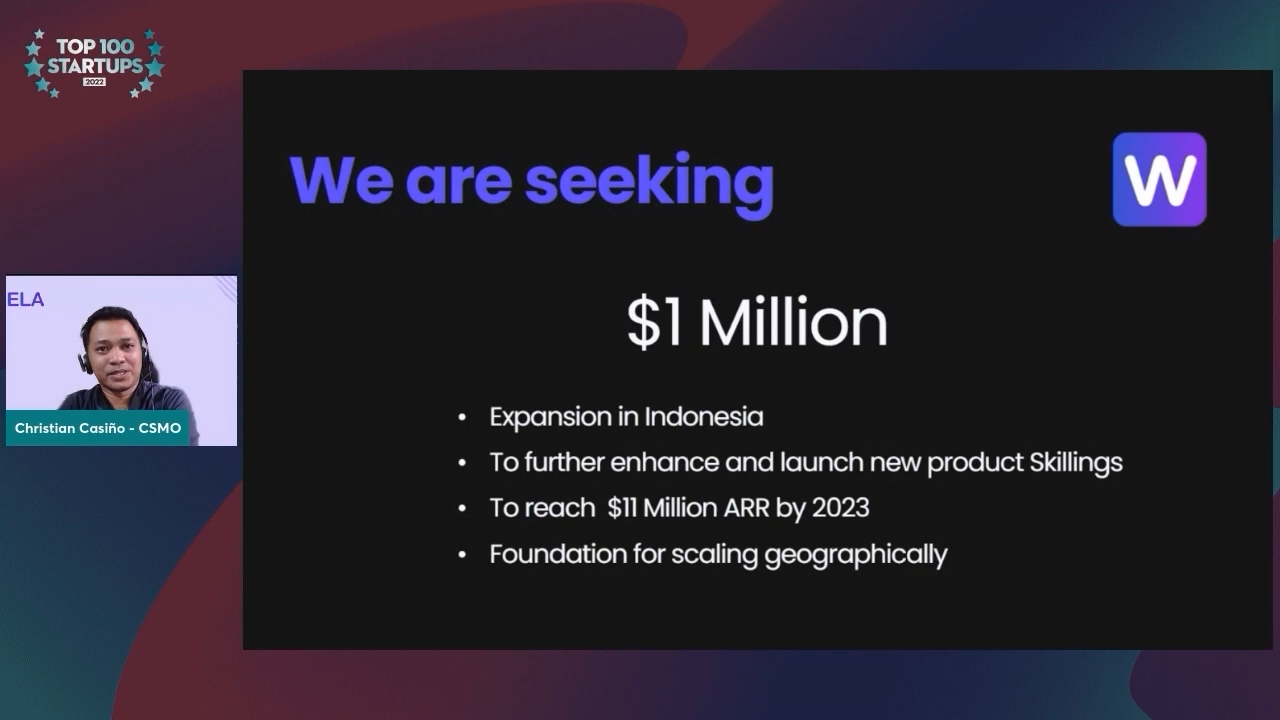 TOP 100
STARTUPS
2022
We are seeking
W
$1 Million
ELA
Christian Casiño - CSMO
• Expansion in Indonesia
• To further enhance and launch new product Skillings
• To reach $11 Million ARR by 2023
• Foundation for scaling geographically